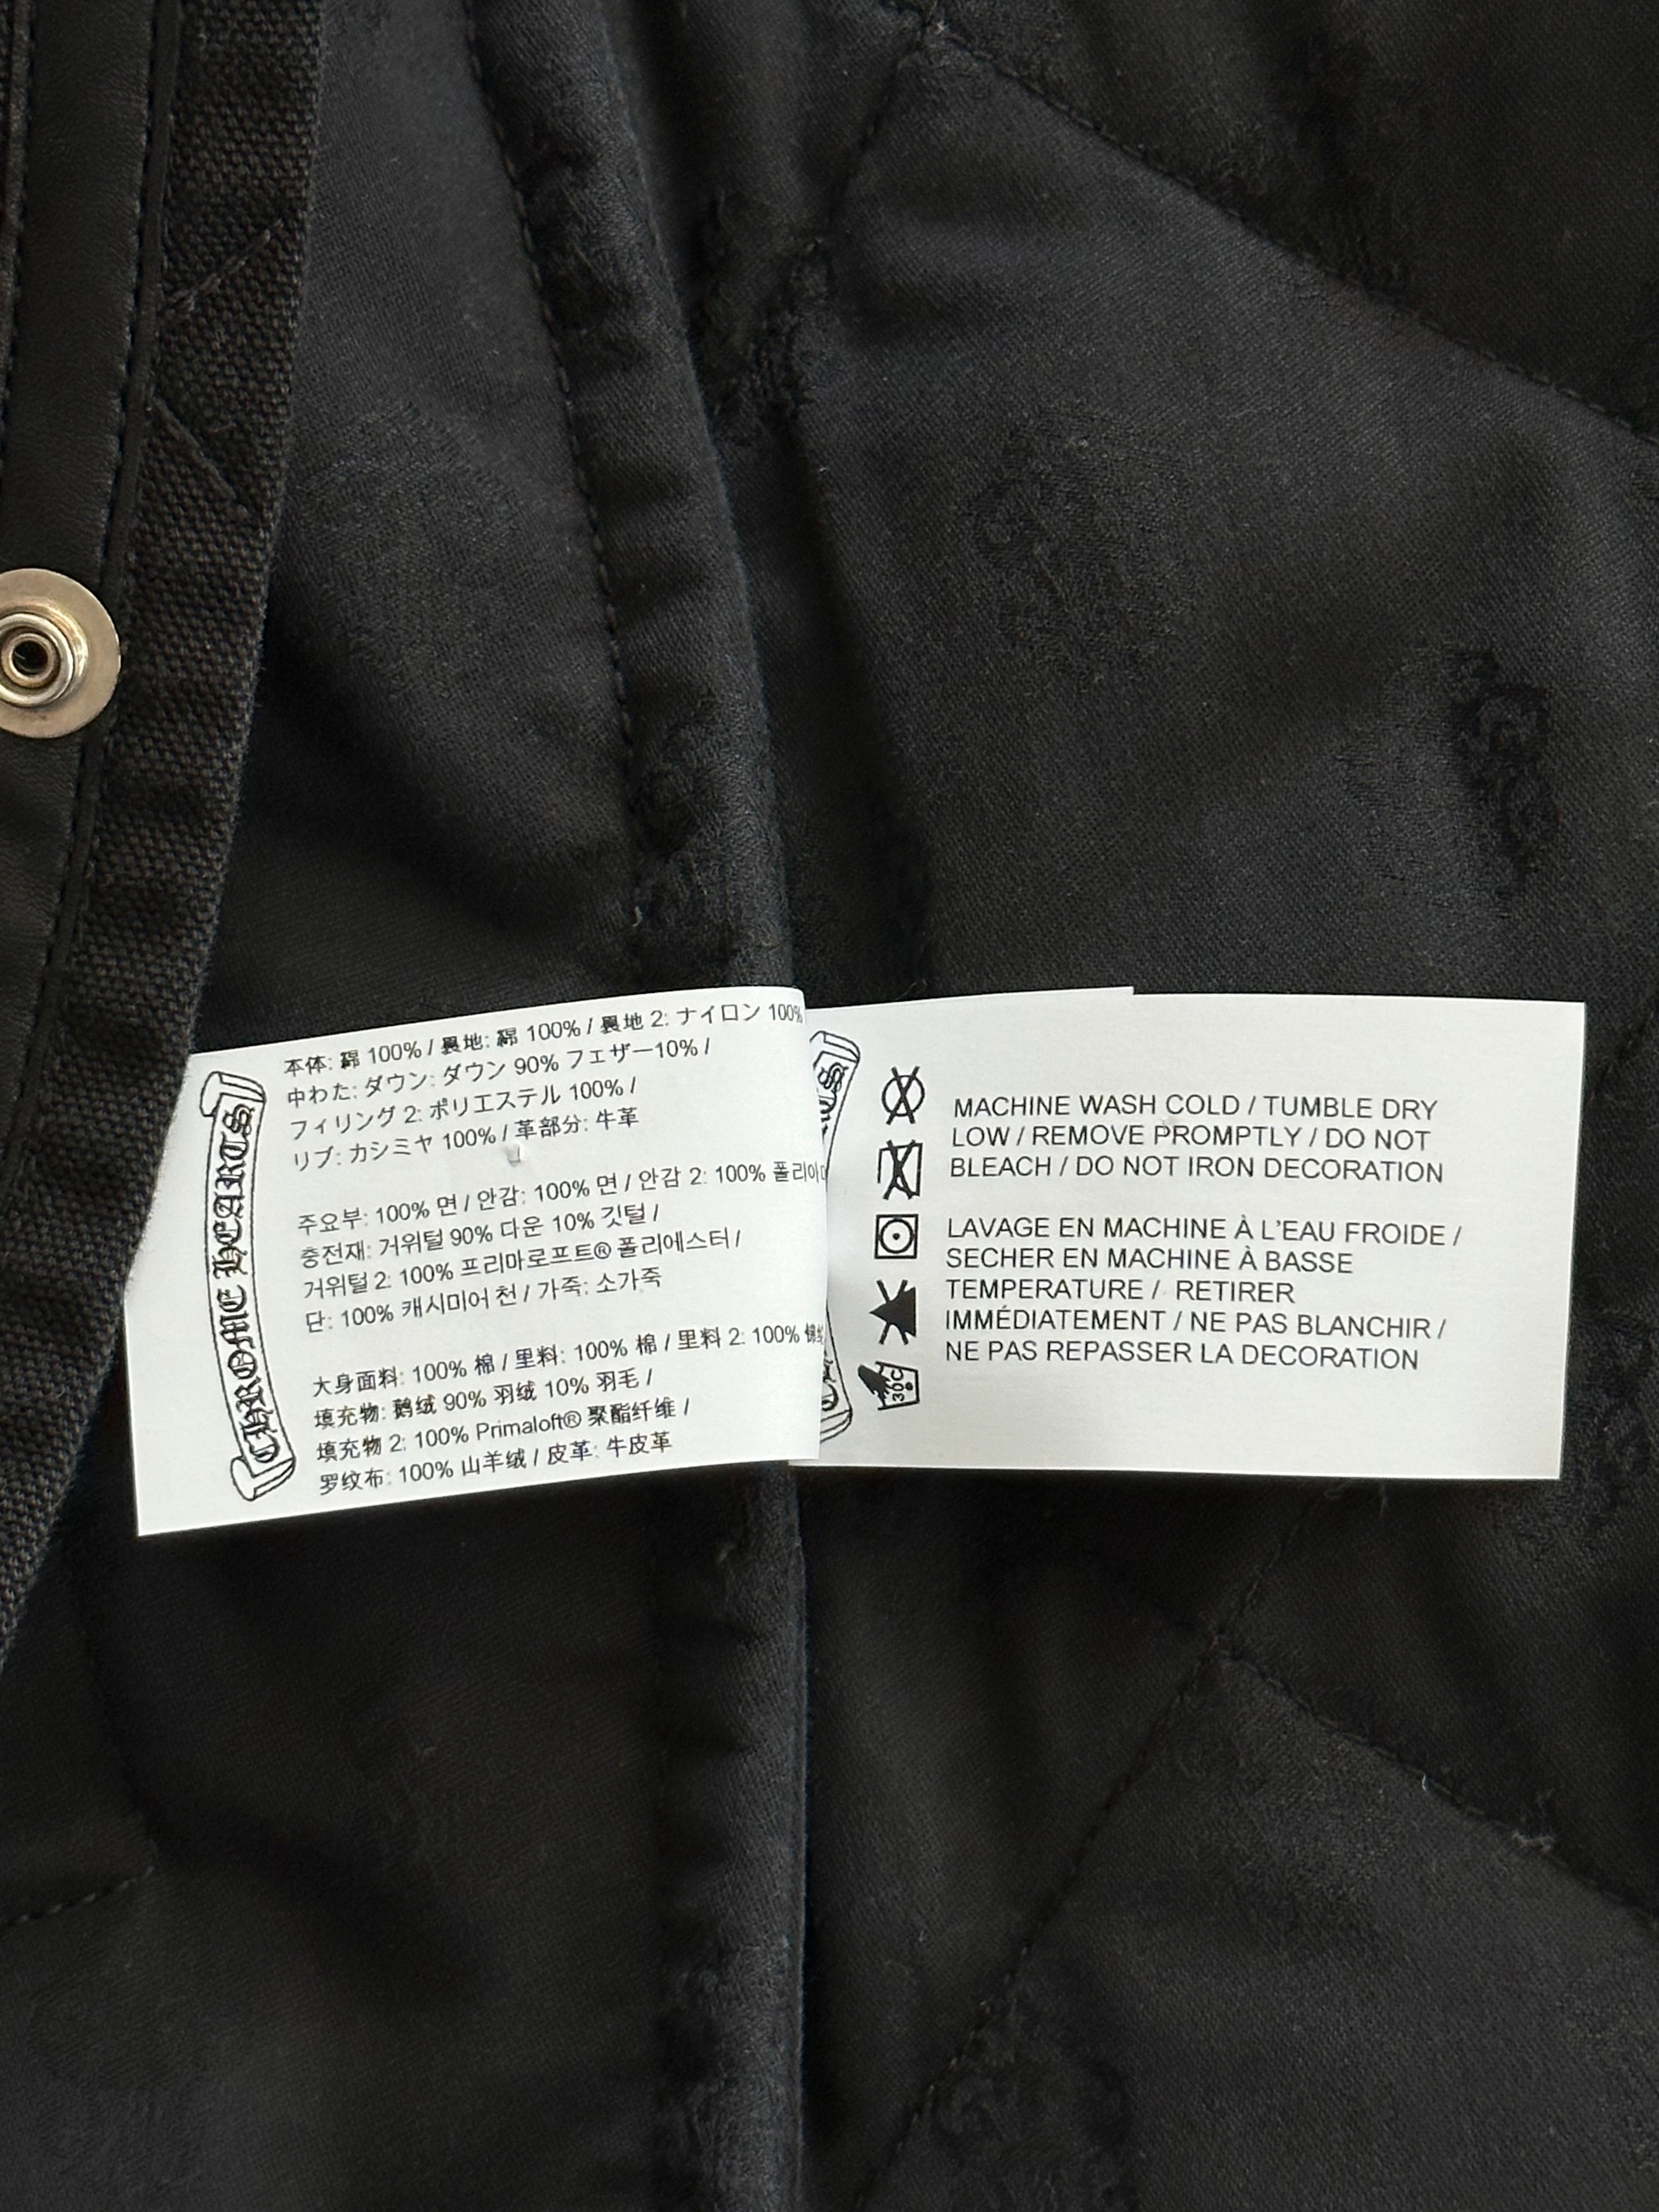 CHROME HEARTS
本体: 綿 100% / 裏地: 綿 100% / 裏地 2: ナイロン 100%
中わた: ダウン: ダウン 90% フェザー10% /
フィリング 2: ポリエステル 100% /
リブ: カシミヤ 100% / 革部分: 牛革
주요부: 100% 면 / 안감: 100% 면 / 안감 2: 100%
충전재: 거위털 90% 다운 10% 깃털 /
거위털 2: 100% 프리마로프트® 폴리에스터 /
단: 100% 캐시미어 천 / 가죽: 소가죽
大身面料: 100% 棉 / 里料: 100% 棉 / 里料 2: 100%
填充物: 鹅绒 90% 羽绒 10% 羽毛 /
填充物 2: 100% Primaloft® 聚酯纤维 /
罗纹布: 100% 山羊绒 / 皮革: 牛皮革
30C
MACHINE WASH COLD / TUMBLE DRY
LOW / REMOVE PROMPTLY / DO NOT
BLEACH / DO NOT IRON DECORATION
LAVAGE EN MACHINE À L'EAU FROIDE /
SECHER EN MACHINE À BASSE
TEMPERATURE / RETIRER
IMMÉDIATEMENT / NE PAS BLANCHIR /
NE PAS REPASSER LA DECORATION